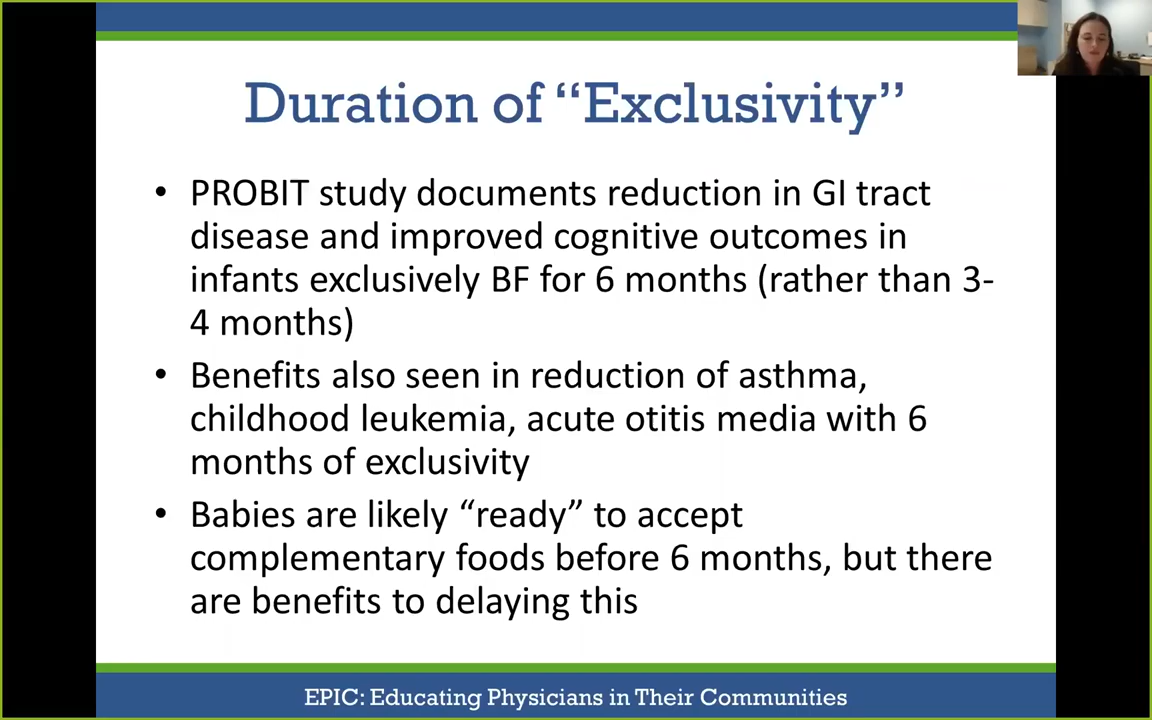 Duration of “Exclusivity”
• PROBIT study documents reduction in GI tract
disease and improved cognitive outcomes in
infants exclusively BF for 6 months (rather than 3-
4 months)
• Benefits also seen in reduction of asthma,
childhood leukemia, acute otitis media with 6
months of exclusivity
• Babies are likely “ready” to accept
complementary foods before 6 months, but there
are benefits to delaying this
EPIC: Educating Physicians in Their Communities